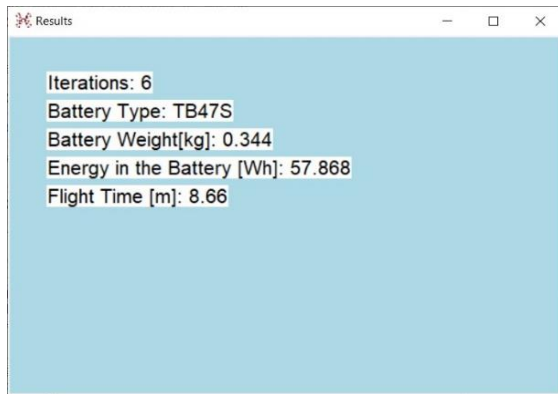 Results
Iterations: 6
Battery Type: TB47S
Battery Weight[kg]: 0.344
Energy in the Battery [Wh]: 57.868
Flight Time [m]: 8.66